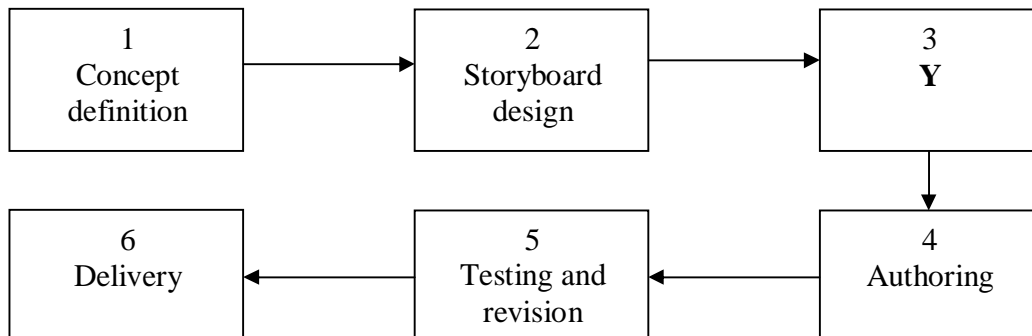 1
Concept
definition
2
Storyboard
design
3
Y
4
Authoring
5
Testing and
revision
6
Delivery